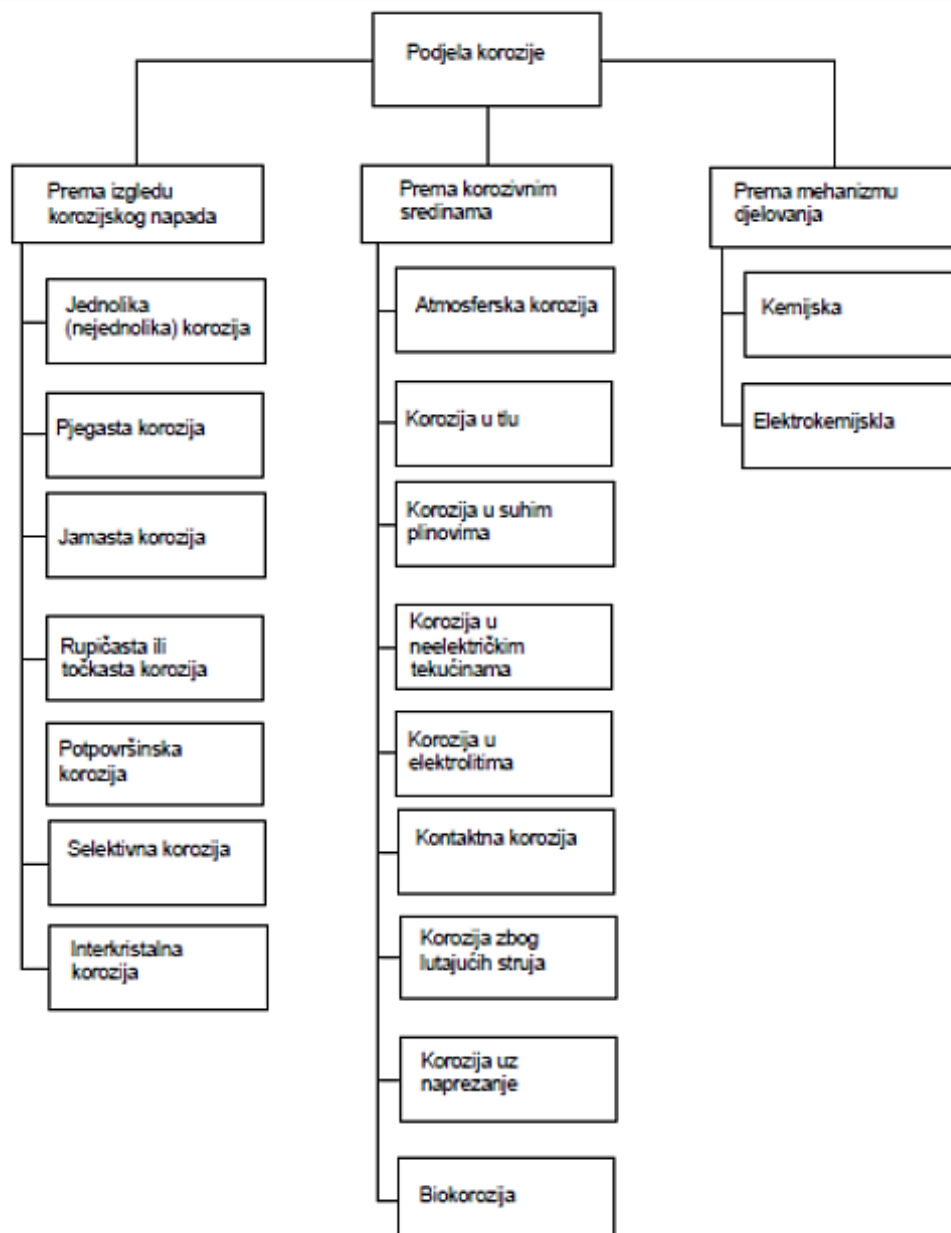 Podjela korozije
Prema izgledu
korozijskog napada
Jednolika
(nejednolika) korozija
Pjegasta korozija
Jamasta korozija
Rupičasta ili
točkasta korozija
Potpovršinska
korozija
Selektivna korozija
Interkristalna
korozija
Prema korozivnim
sredinama
Atmosferska korozija
Korozija u tlu
Korozija u suhim
plinovima
Korozija u
neelektričkim
tekućinama
Korozija u
elektrolitima
Kontaktna korozija
Korozija zbog
lutajućih struja
Korozija uz
naprezanje
Biokorozija
Prema mehanizmu
djelovanja
Kemijska
Elektrokemijskla